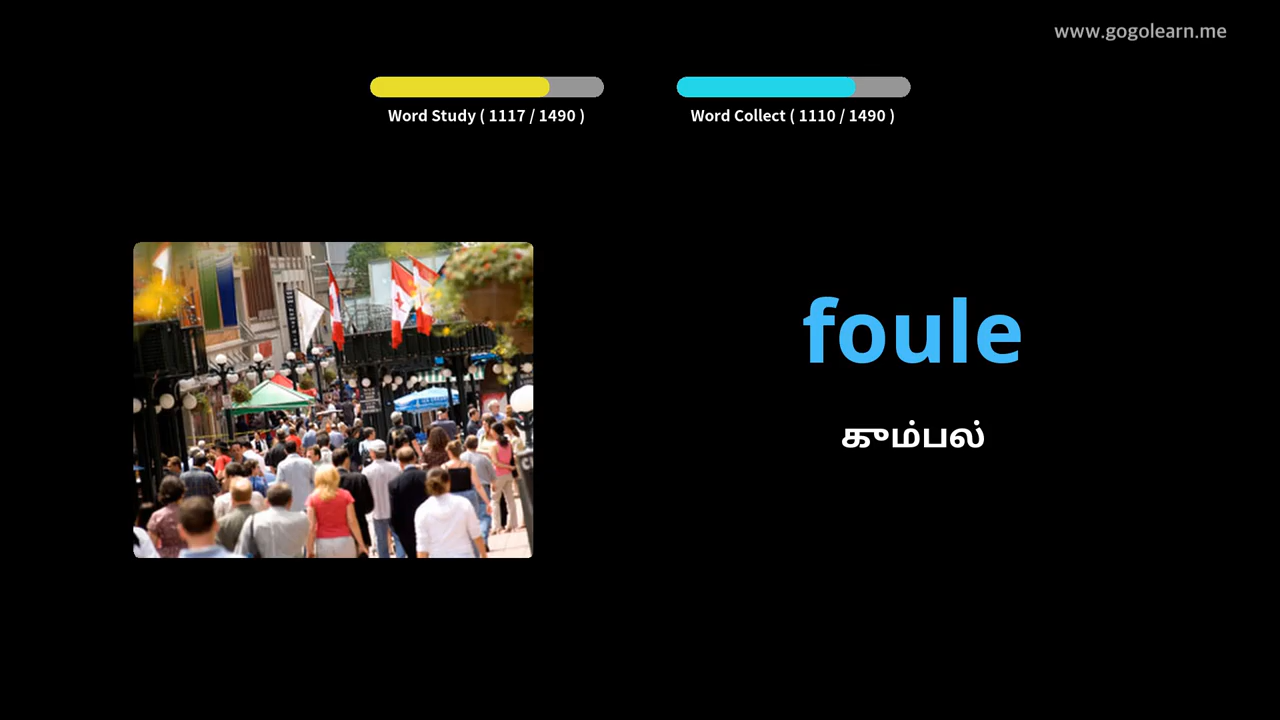 www.gogolearn.me
Word Study ( 1117 / 1490 )
Word Collect ( 1110 / 1490 )
foule
கும்பல்